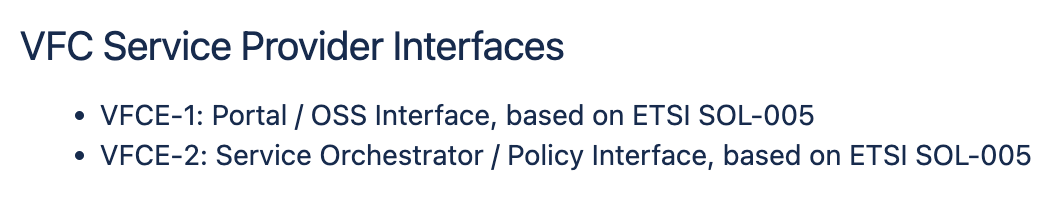 VFC Service Provider Interfaces
• VFCE-1: Portal / OSS Interface, based on ETSI SOL-005
• VFCE-2: Service Orchestrator / Policy Interface, based on ETSI SOL-005